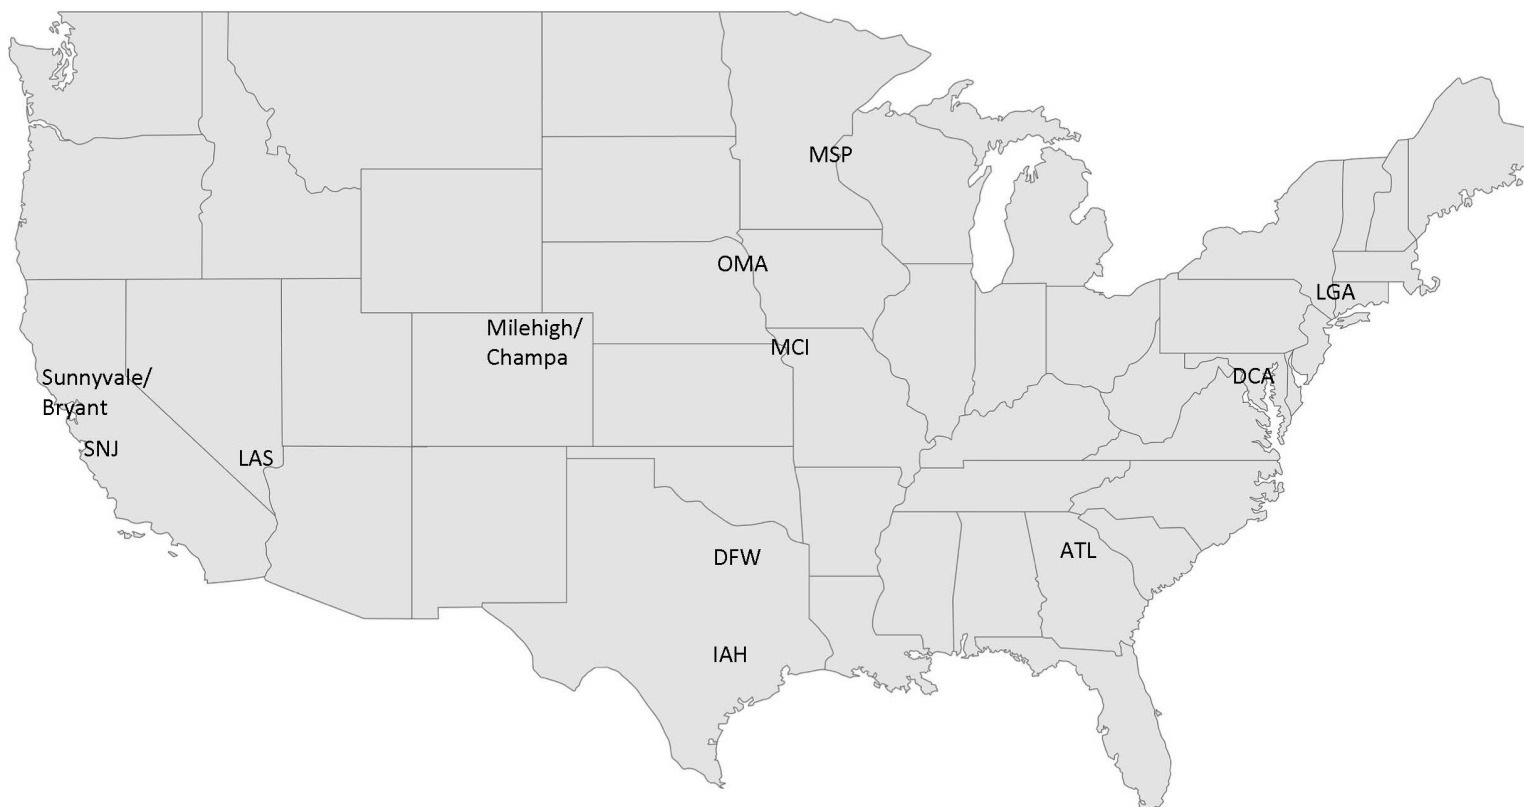 MSP
OMA
LGA
Milehigh/
Champa
MCI
Sunnyvale/
Bryant
DCA
SNJ
LAS
DFW
ATL
IAH